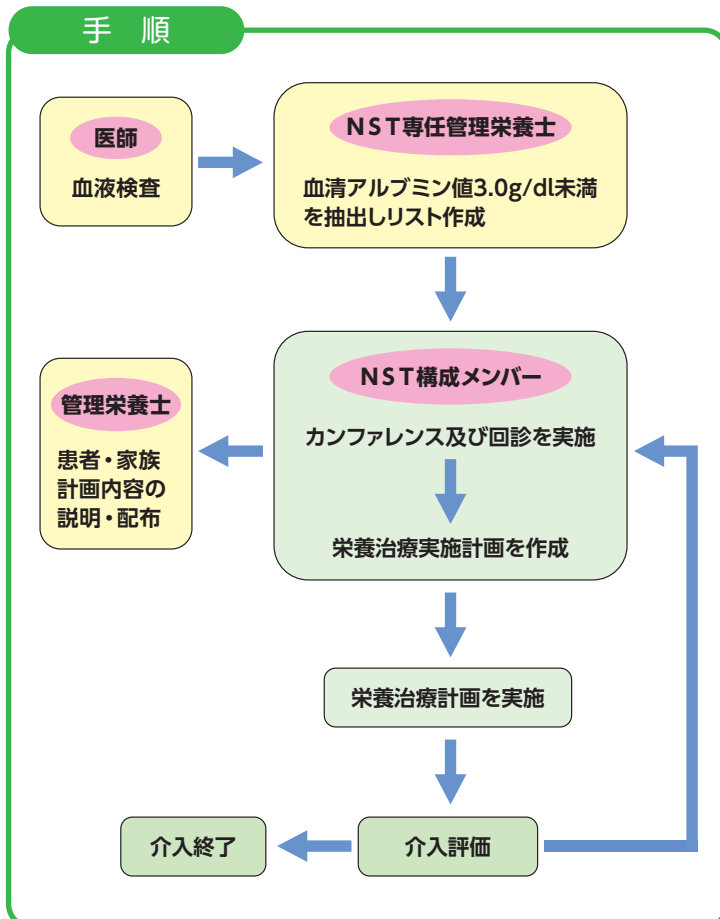 手 順
医師
血液検査
NST専任管理栄養士
血清アルブミン値3.0g/dl未満
を抽出しリスト作成
NST構成メンバー
カンファレンス及び回診を実施
栄養治療実施計画を作成
管理栄養士
患者・家族
計画内容の
説明・配布
栄養治療計画を実施
介入評価
介入終了